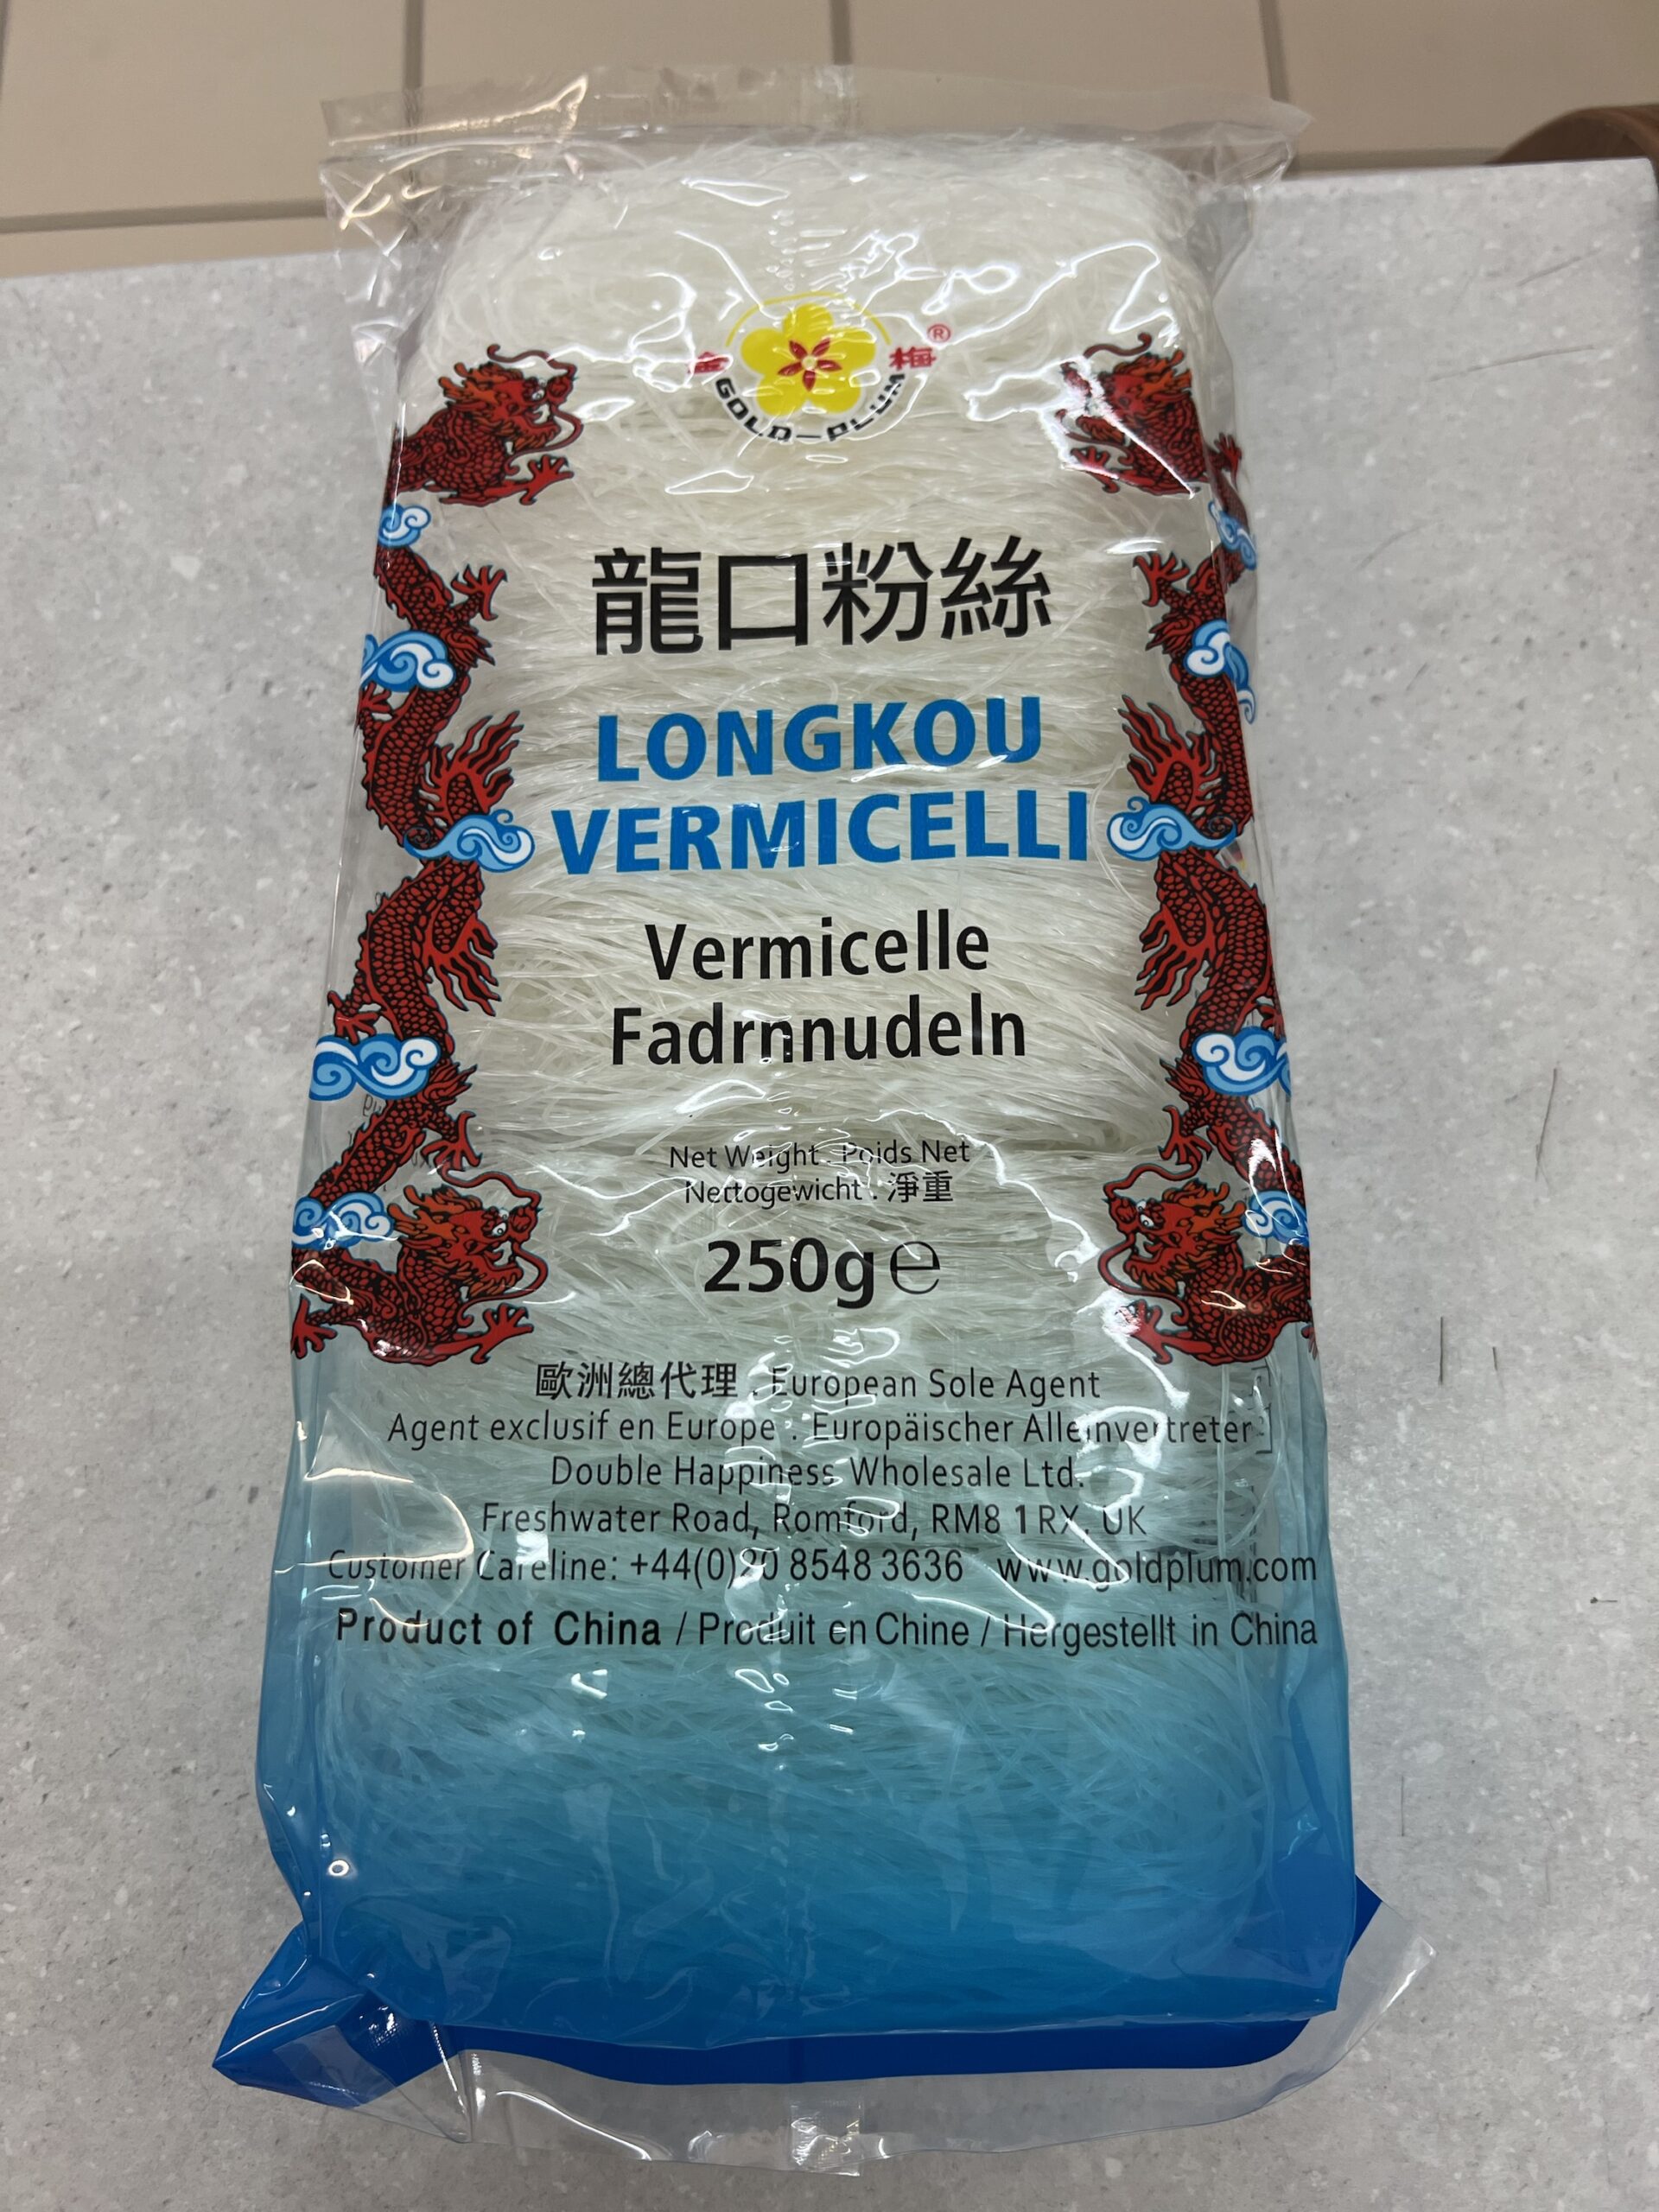 金 梅®
GOLD-PLUM
龍口粉絲
LONGKOU
VERMICELLI
Vermicelle
Fadrnnudeln
Net Weight . Poids Net
Nettogewicht . 淨重
250g℮
歐洲總代理 . European Sole Agent
Agent exclusif en Europe . Europäischer Alleinvertreter
Double Happiness Wholesale Ltd.
Freshwater Road, Romford, RM8 1RX, UK
Customer Careline: +44(0)20 8548 3636 www.goldplum.com
Product of China / Produit en Chine / Hergestellt in China